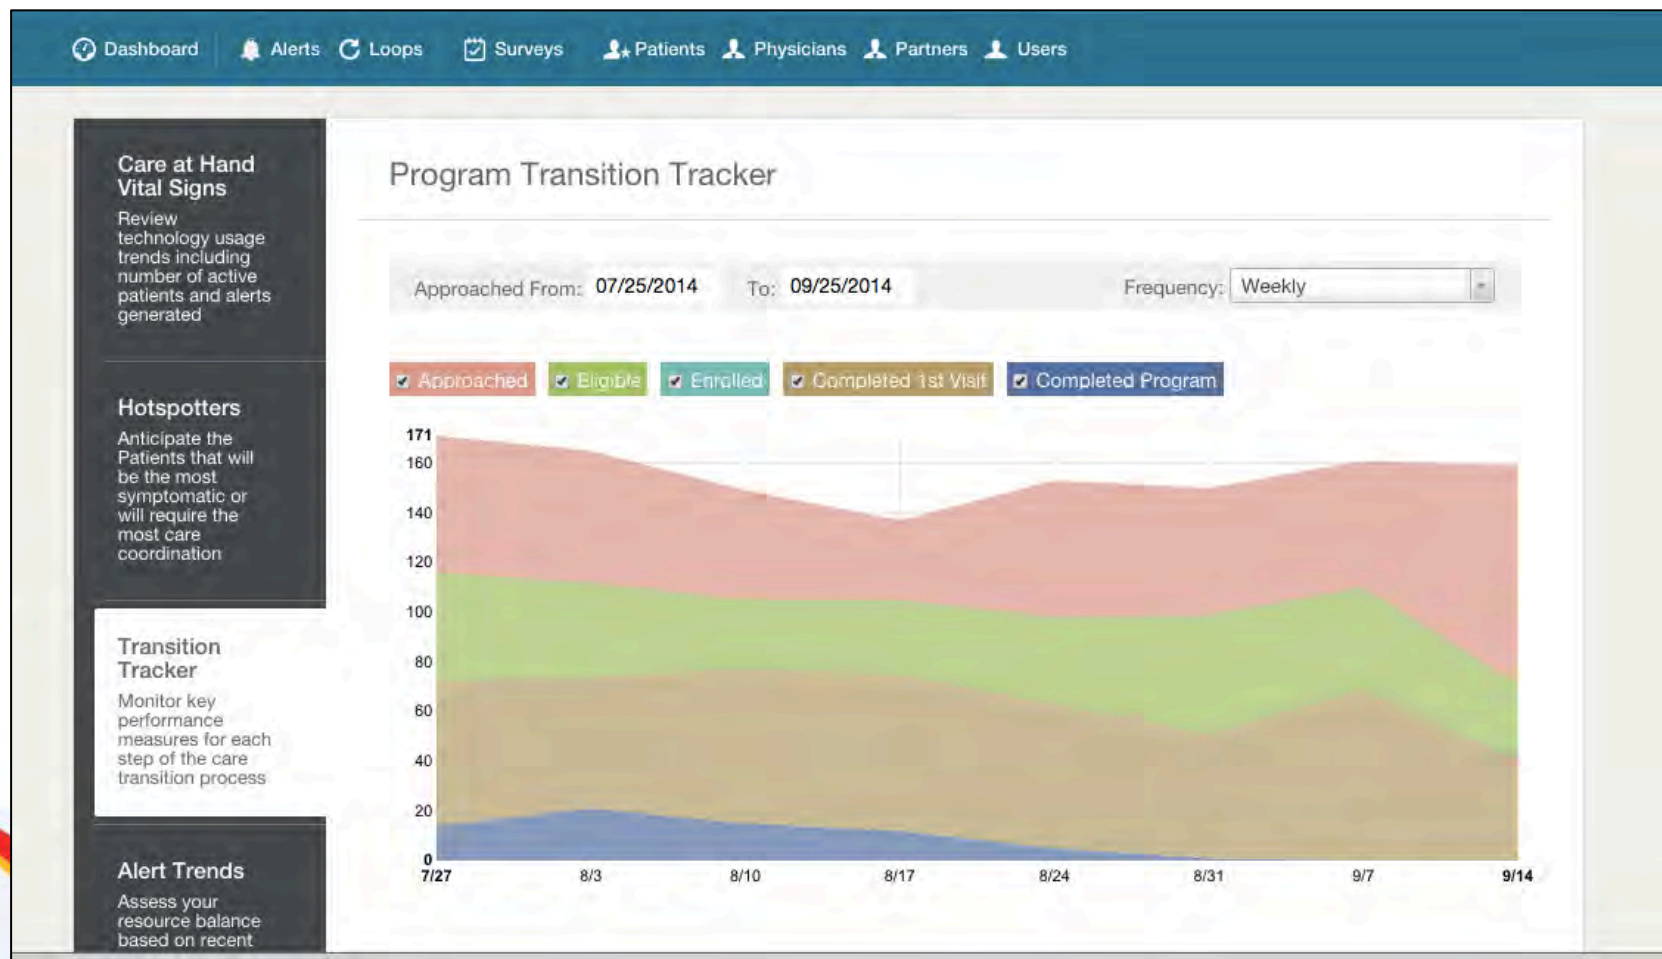 Dashboard Alerts Loops Surveys Patients Physicians Partners Users
Care at Hand
Vital Signs
Review
technology usage
trends including
number of active
patients and alerts
generated
Hotspotters
Anticipate the
Patients that will
be the most
symptomatic or
will require the
most care
coordination
Transition
Tracker
Monitor key
performance
measures for each
step of the care
transition process
Alert Trends
Assess your
resource balance
based on recent
Program Transition Tracker
Approached From: 07/25/2014 To: 09/25/2014 Frequency: Weekly
Approached Eligible Enrolled Completed 1st Visit Completed Program
171
160
140
120
100
80
60
40
20
0
7/27 8/3 8/10 8/17 8/24 8/31 9/7 9/14